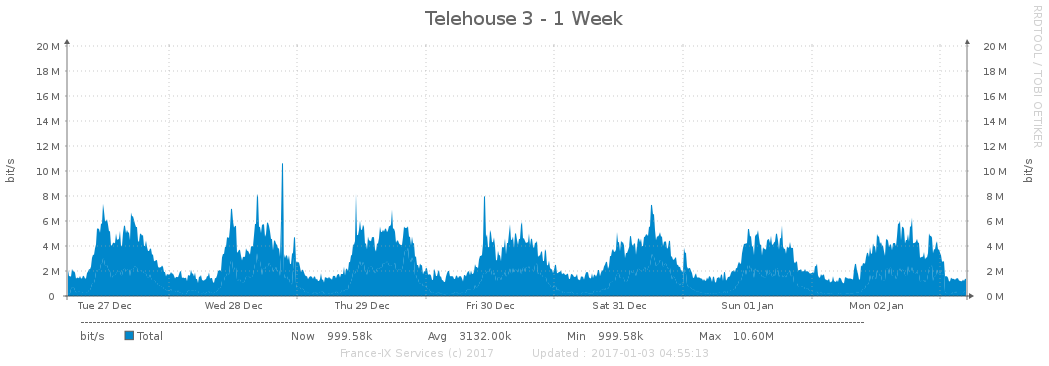 Telehouse 3 - 1 Week
RRDTOOL / TOBI OETIKER
20 M 20 M
18 M 18 M
16 M 16 M
14 M 14 M
12 M 12 M
10 M 10 M
8 M 8 M
6 M 6 M
4 M 4 M
2 M 2 M
0 0 M
bit/s bit/s
Tue 27 Dec Wed 28 Dec Thu 29 Dec Fri 30 Dec Sat 31 Dec Sun 01 Jan Mon 02 Jan
bit/s Total Now 999.58k Avg 3132.00k Min 999.58k Max 10.60M
France-IX Services (c) 2017 Updated : 2017-01-03 04:55:13